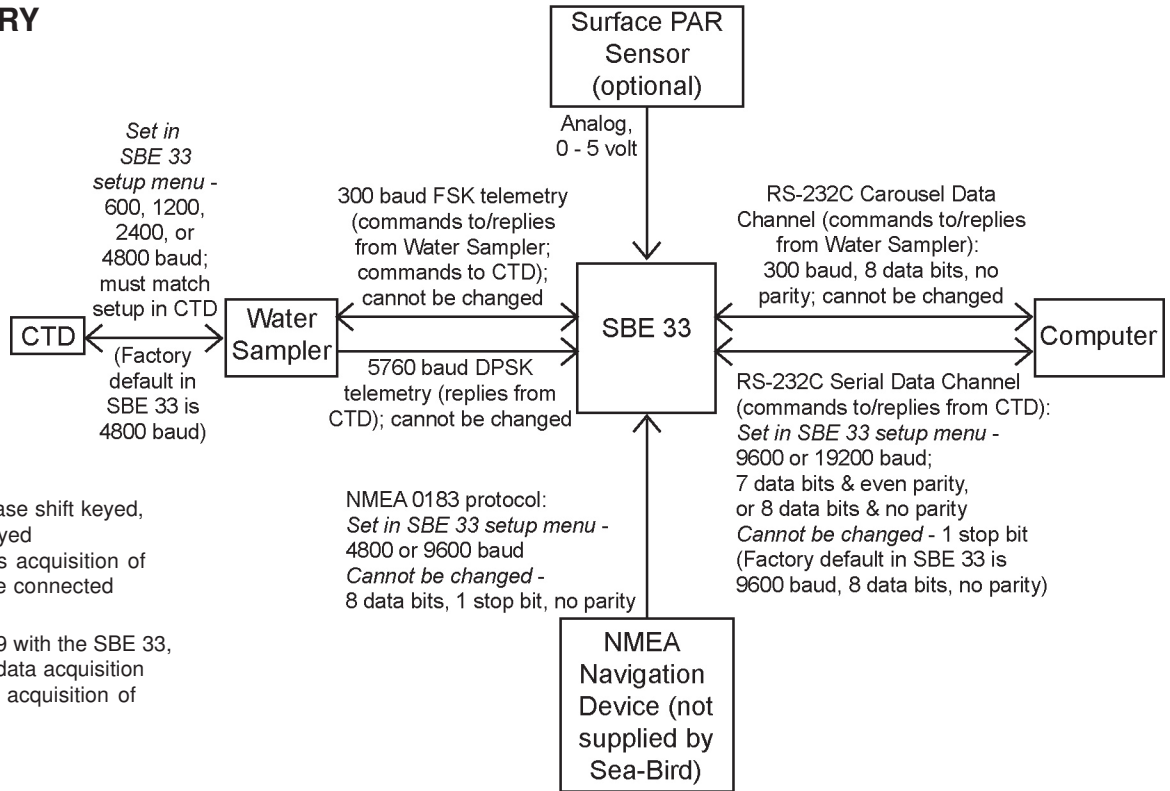 RY
Surface PAR
Sensor
(optional)
Analog,
0 - 5 volt
Set in
SBE 33
setup menu -
600, 1200,
2400, or
4800 baud;
must match
setup in CTD
(Factory
default in
SBE 33 is
4800 baud)
CTD
Water
Sampler
300 baud FSK telemetry
(commands to/replies
from Water Sampler;
commands to CTD);
cannot be changed
5760 baud DPSK
telemetry (replies from
CTD); cannot be changed
SBE 33
RS-232C Carousel Data
Channel (commands to/replies
from Water Sampler):
300 baud, 8 data bits, no
parity; cannot be changed
Computer
RS-232C Serial Data Channel
(commands to/replies from CTD):
Set in SBE 33 setup menu -
9600 or 19200 baud;
7 data bits & even parity,
or 8 data bits & no parity
Cannot be changed - 1 stop bit
(Factory default in SBE 33 is
9600 baud, 8 data bits, no parity)
NMEA 0183 protocol:
Set in SBE 33 setup menu -
4800 or 9600 baud
Cannot be changed -
8 data bits, 1 stop bit, no parity
NMEA
Navigation
Device (not
supplied by
Sea-Bird)
ase shift keyed,
yed
s acquisition of
e connected
9 with the SBE 33,
data acquisition
acquisition of